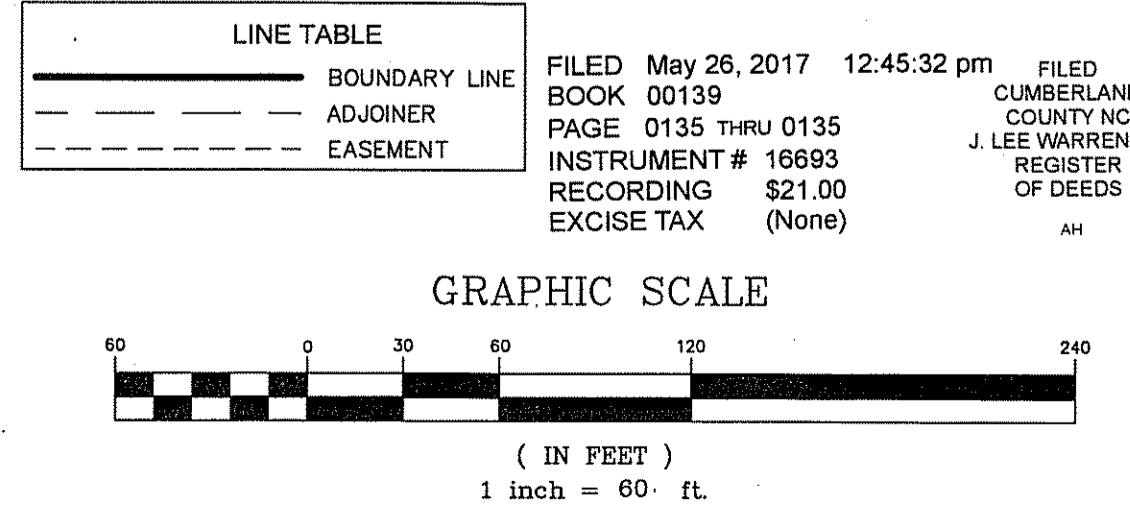 LINE TABLE
BOUNDARY LINE
ADJOINER
EASEMENT
FILED May 26, 2017 12:45:32 pm
BOOK 00139
PAGE 0135 THRU 0135
INSTRUMENT # 16693
RECORDING $21.00
EXCISE TAX (None)
FILED
CUMBERLAN
COUNTY NC
J. LEE WARREN
REGISTER
OF DEEDS
AH
GRAPHIC SCALE
60 0 30 60 120 240
( IN FEET )
1 inch = 60 ft.